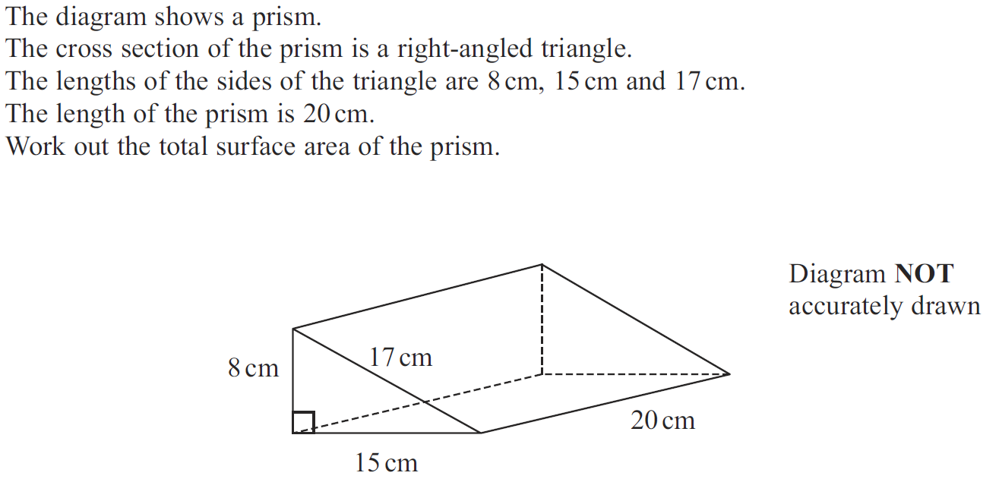 The diagram shows a prism.
The cross section of the prism is a right-angled triangle.
The lengths of the sides of the triangle are 8 cm, 15 cm and 17 cm.
The length of the prism is 20 cm.
Work out the total surface area of the prism.
Diagram NOT
accurately drawn
17 cm
8 cm
20 cm
15 cm